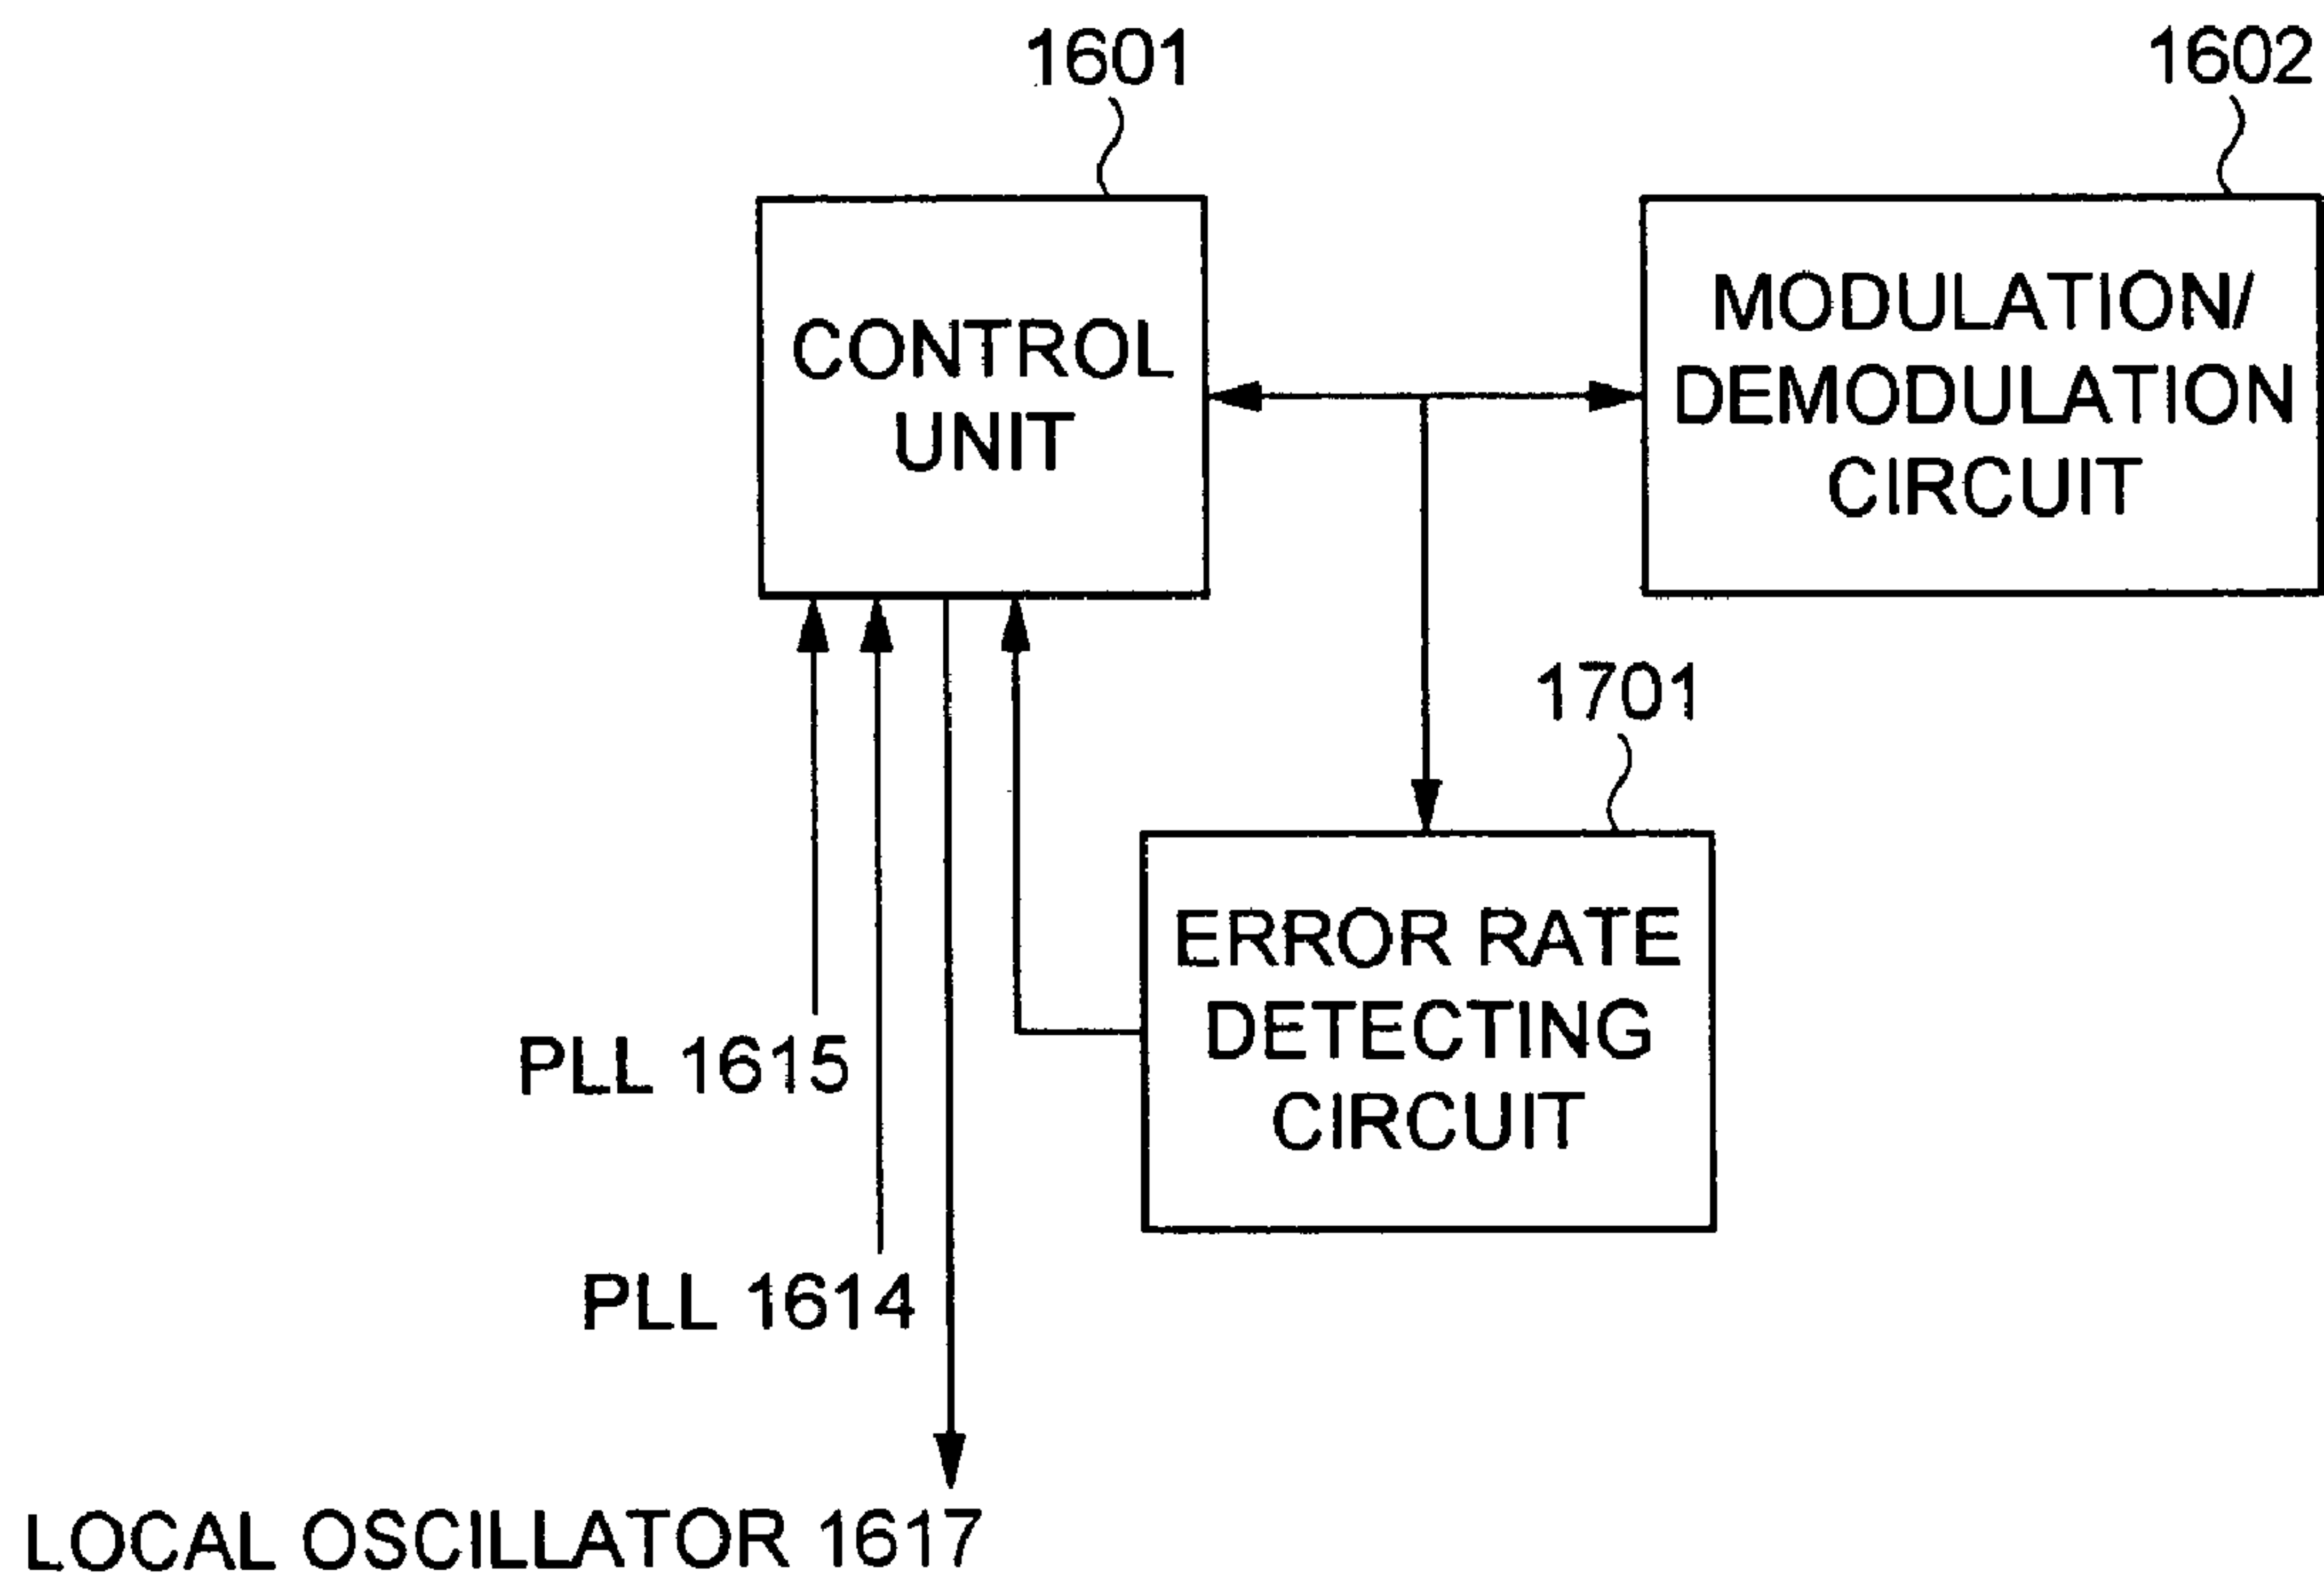 1601
1602
CONTROL
UNIT
MODULATION/
DEMODULATION
CIRCUIT
1701
ERROR RATE
DETECTING
CIRCUIT
PLL 1615
PLL 1614
LOCAL OSCILLATOR 1617